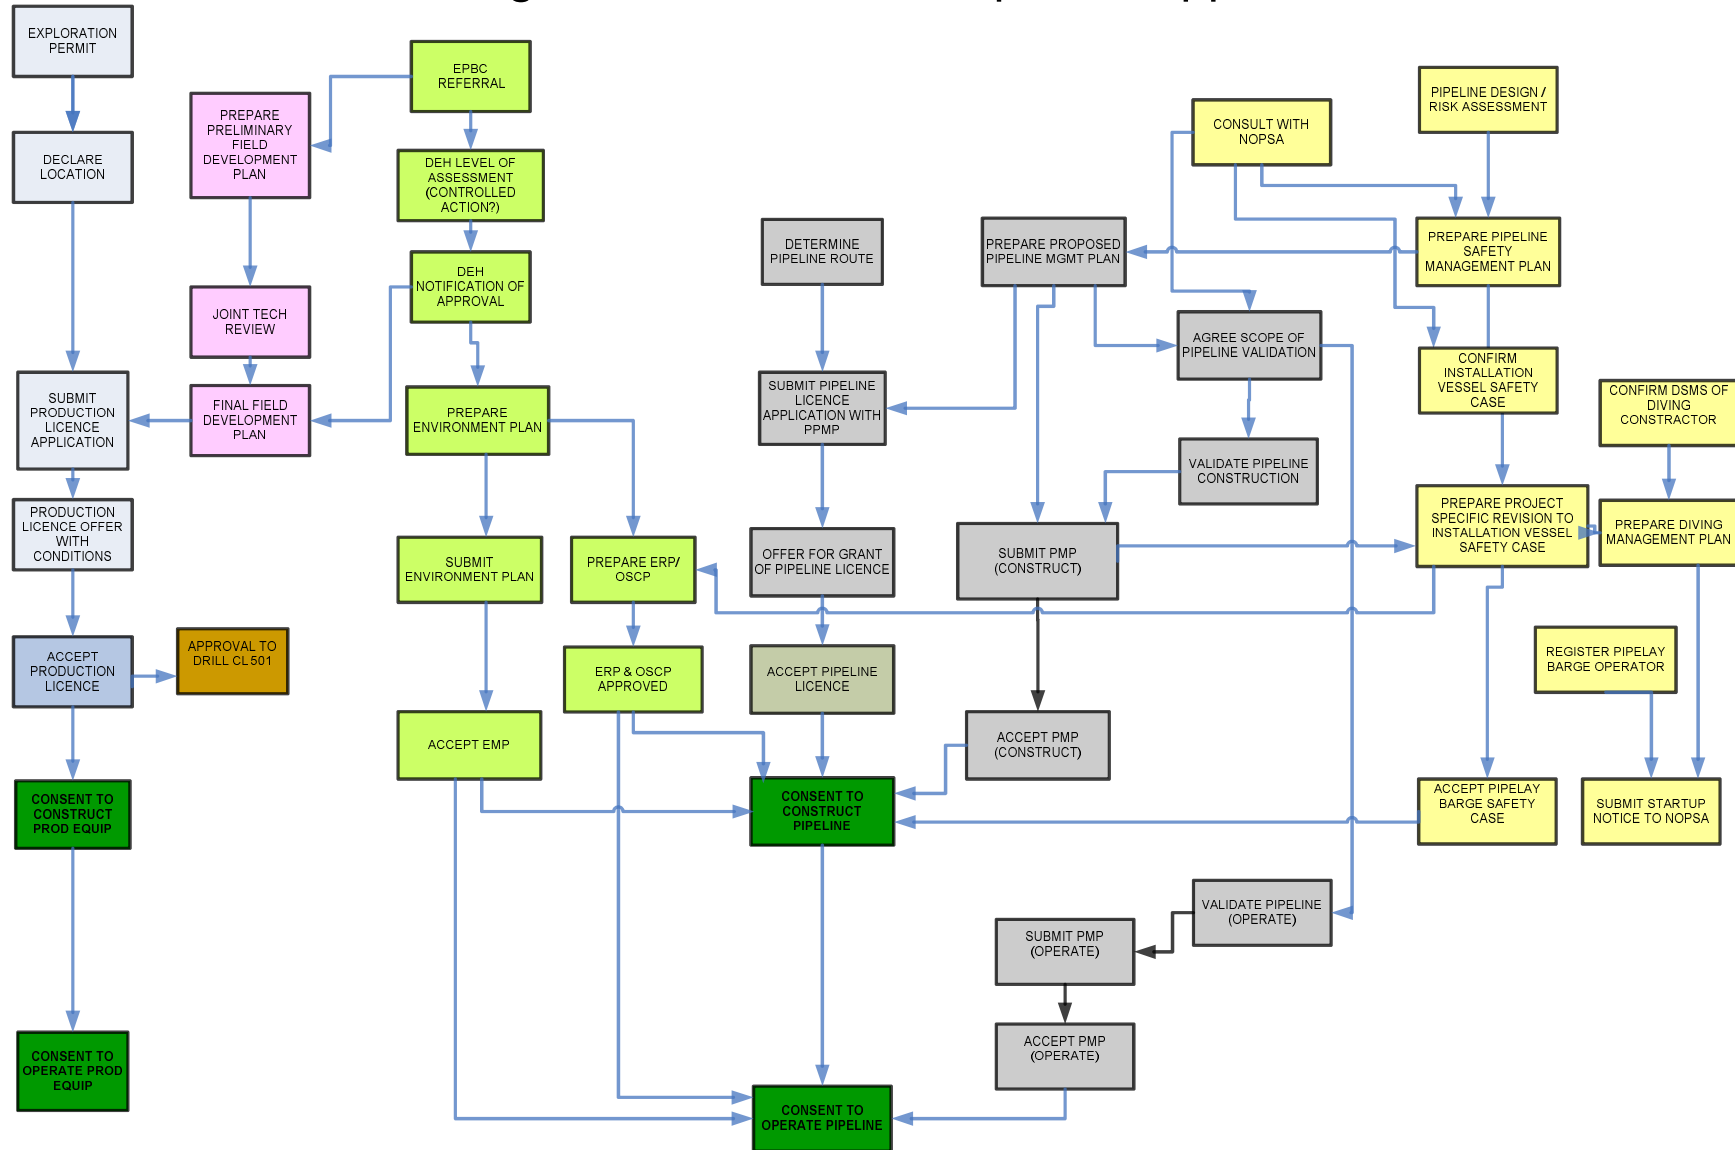 EXPLORATION
PERMIT
DECLARE
LOCATION
SUBMIT
PRODUCTION
LICENCE
APPLICATION
PRODUCTION
LICENCE OFFER
WITH
CONDITIONS
ACCEPT
PRODUCTION
LICENCE
APPROVAL TO
DRILL CL501
CONSENT TO
CONSTRUCT
PROD EQUIP
CONSENT TO
OPERATE PROD
EQUIP
PREPARE
PRELIMINARY
FIELD
DEVELOPMENT
PLAN
JOINT TECH
REVIEW
FINAL FIELD
DEVELOPMENT
PLAN
EPBC
REFERRAL
DEH LEVEL OF
ASSESSMENT
(CONTROLLED
ACTION?)
DEH
NOTIFICATION OF
APPROVAL
PREPARE
ENVIRONMENT PLAN
SUBMIT
ENVIRONMENT PLAN
ACCEPT EMP
PREPARE ERP/
OSCP
ERP & OSCP
APPROVED
DETERMINE
PIPELINE ROUTE
SUBMIT PIPELINE
LICENCE
APPLICATION WITH
PPMP
OFFER FOR GRANT
OF PIPELINE LICENCE
ACCEPT PIPELINE
LICENCE
CONSENT TO
CONSTRUCT
PIPELINE
CONSENT TO
OPERATE PIPELINE
PREPARE PROPOSED
PIPELINE MGMT PLAN
SUBMIT PMP
(CONSTRUCT)
ACCEPT PMP
(CONSTRUCT)
SUBMIT PMP
(OPERATE)
ACCEPT PMP
(OPERATE)
CONSULT WITH
NOPSA
AGREE SCOPE OF
PIPELINE VALIDATION
VALIDATE PIPELINE
CONSTRUCTION
VALIDATE PIPELINE
(OPERATE)
PIPELINE DESIGN /
RISK ASSESSMENT
PREPARE PIPELINE
SAFETY
MANAGEMENT PLAN
CONFIRM
INSTALLATION
VESSEL SAFETY
CASE
PREPARE PROJECT
SPECIFIC REVISION TO
INSTALLATION VESSEL
SAFETY CASE
ACCEPT PIPELAY
BARGE SAFETY
CASE
CONFIRM DSMS OF
DIVING
CONSTRACTOR
PREPARE DIVING
MANAGEMENT PLAN
REGISTER PIPELAY
BARGE OPERATOR
SUBMIT STARTUP
NOTICE TO NOPSA